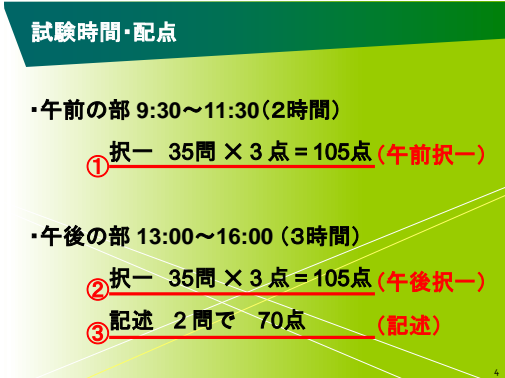 試験時間・配点
・午前の部 9:30～11:30（２時間）
① 択一 35問 × 3 点＝105点（午前択一）
・午後の部 13:00～16:00 （３時間）
② 択一 35問 × 3 点＝105点（午後択一）
③ 記述 2 問で 70点 （記述）
4